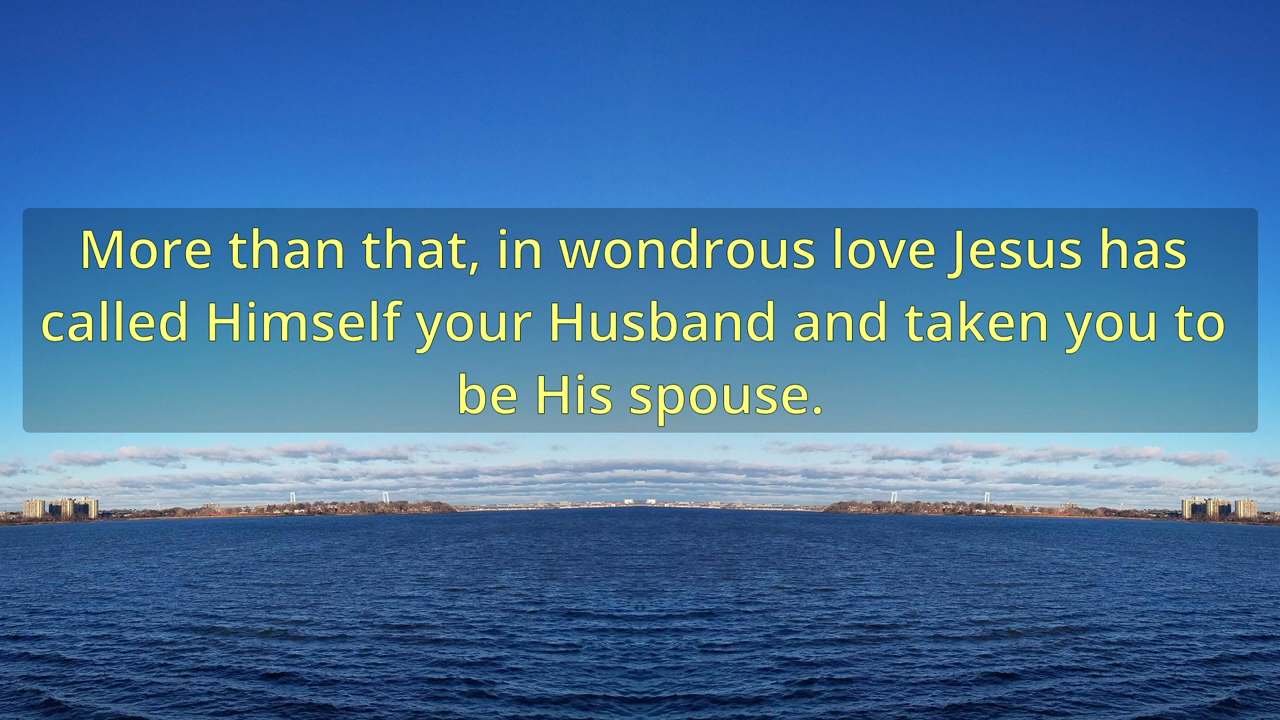 More than that, in wondrous love Jesus has
called Himself your Husband and taken you to
be His spouse.